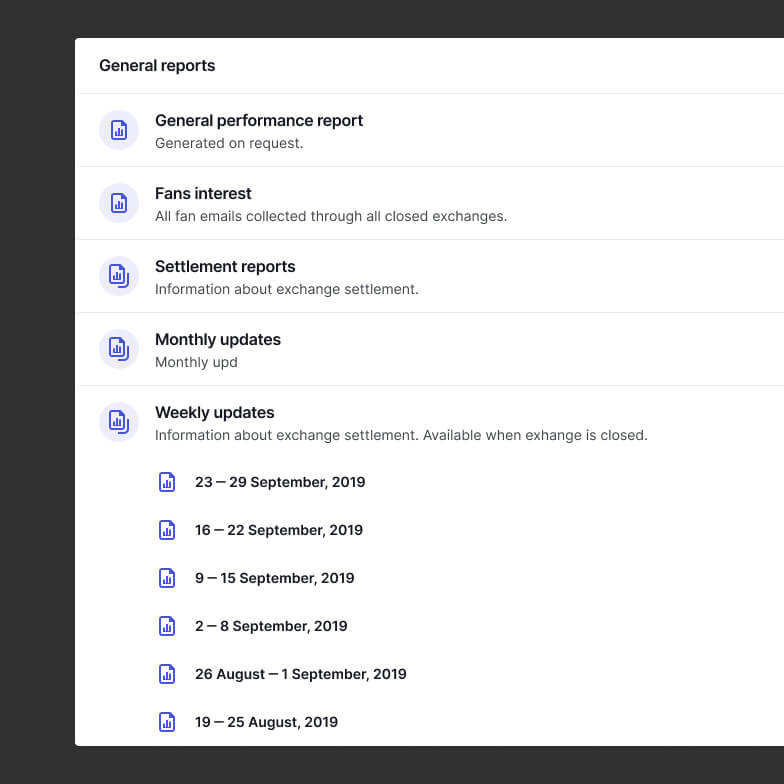 General reports
General performance report
Generated on request.
Fans interest
All fan emails collected through all closed exchanges.
Settlement reports
Information about exchange settlement.
Monthly updates
Monthly upd
Weekly updates
Information about exchange settlement. Available when exhange is closed.
23 – 29 September, 2019
16 – 22 September, 2019
9 – 15 September, 2019
2 – 8 September, 2019
26 August – 1 September, 2019
19 – 25 August, 2019